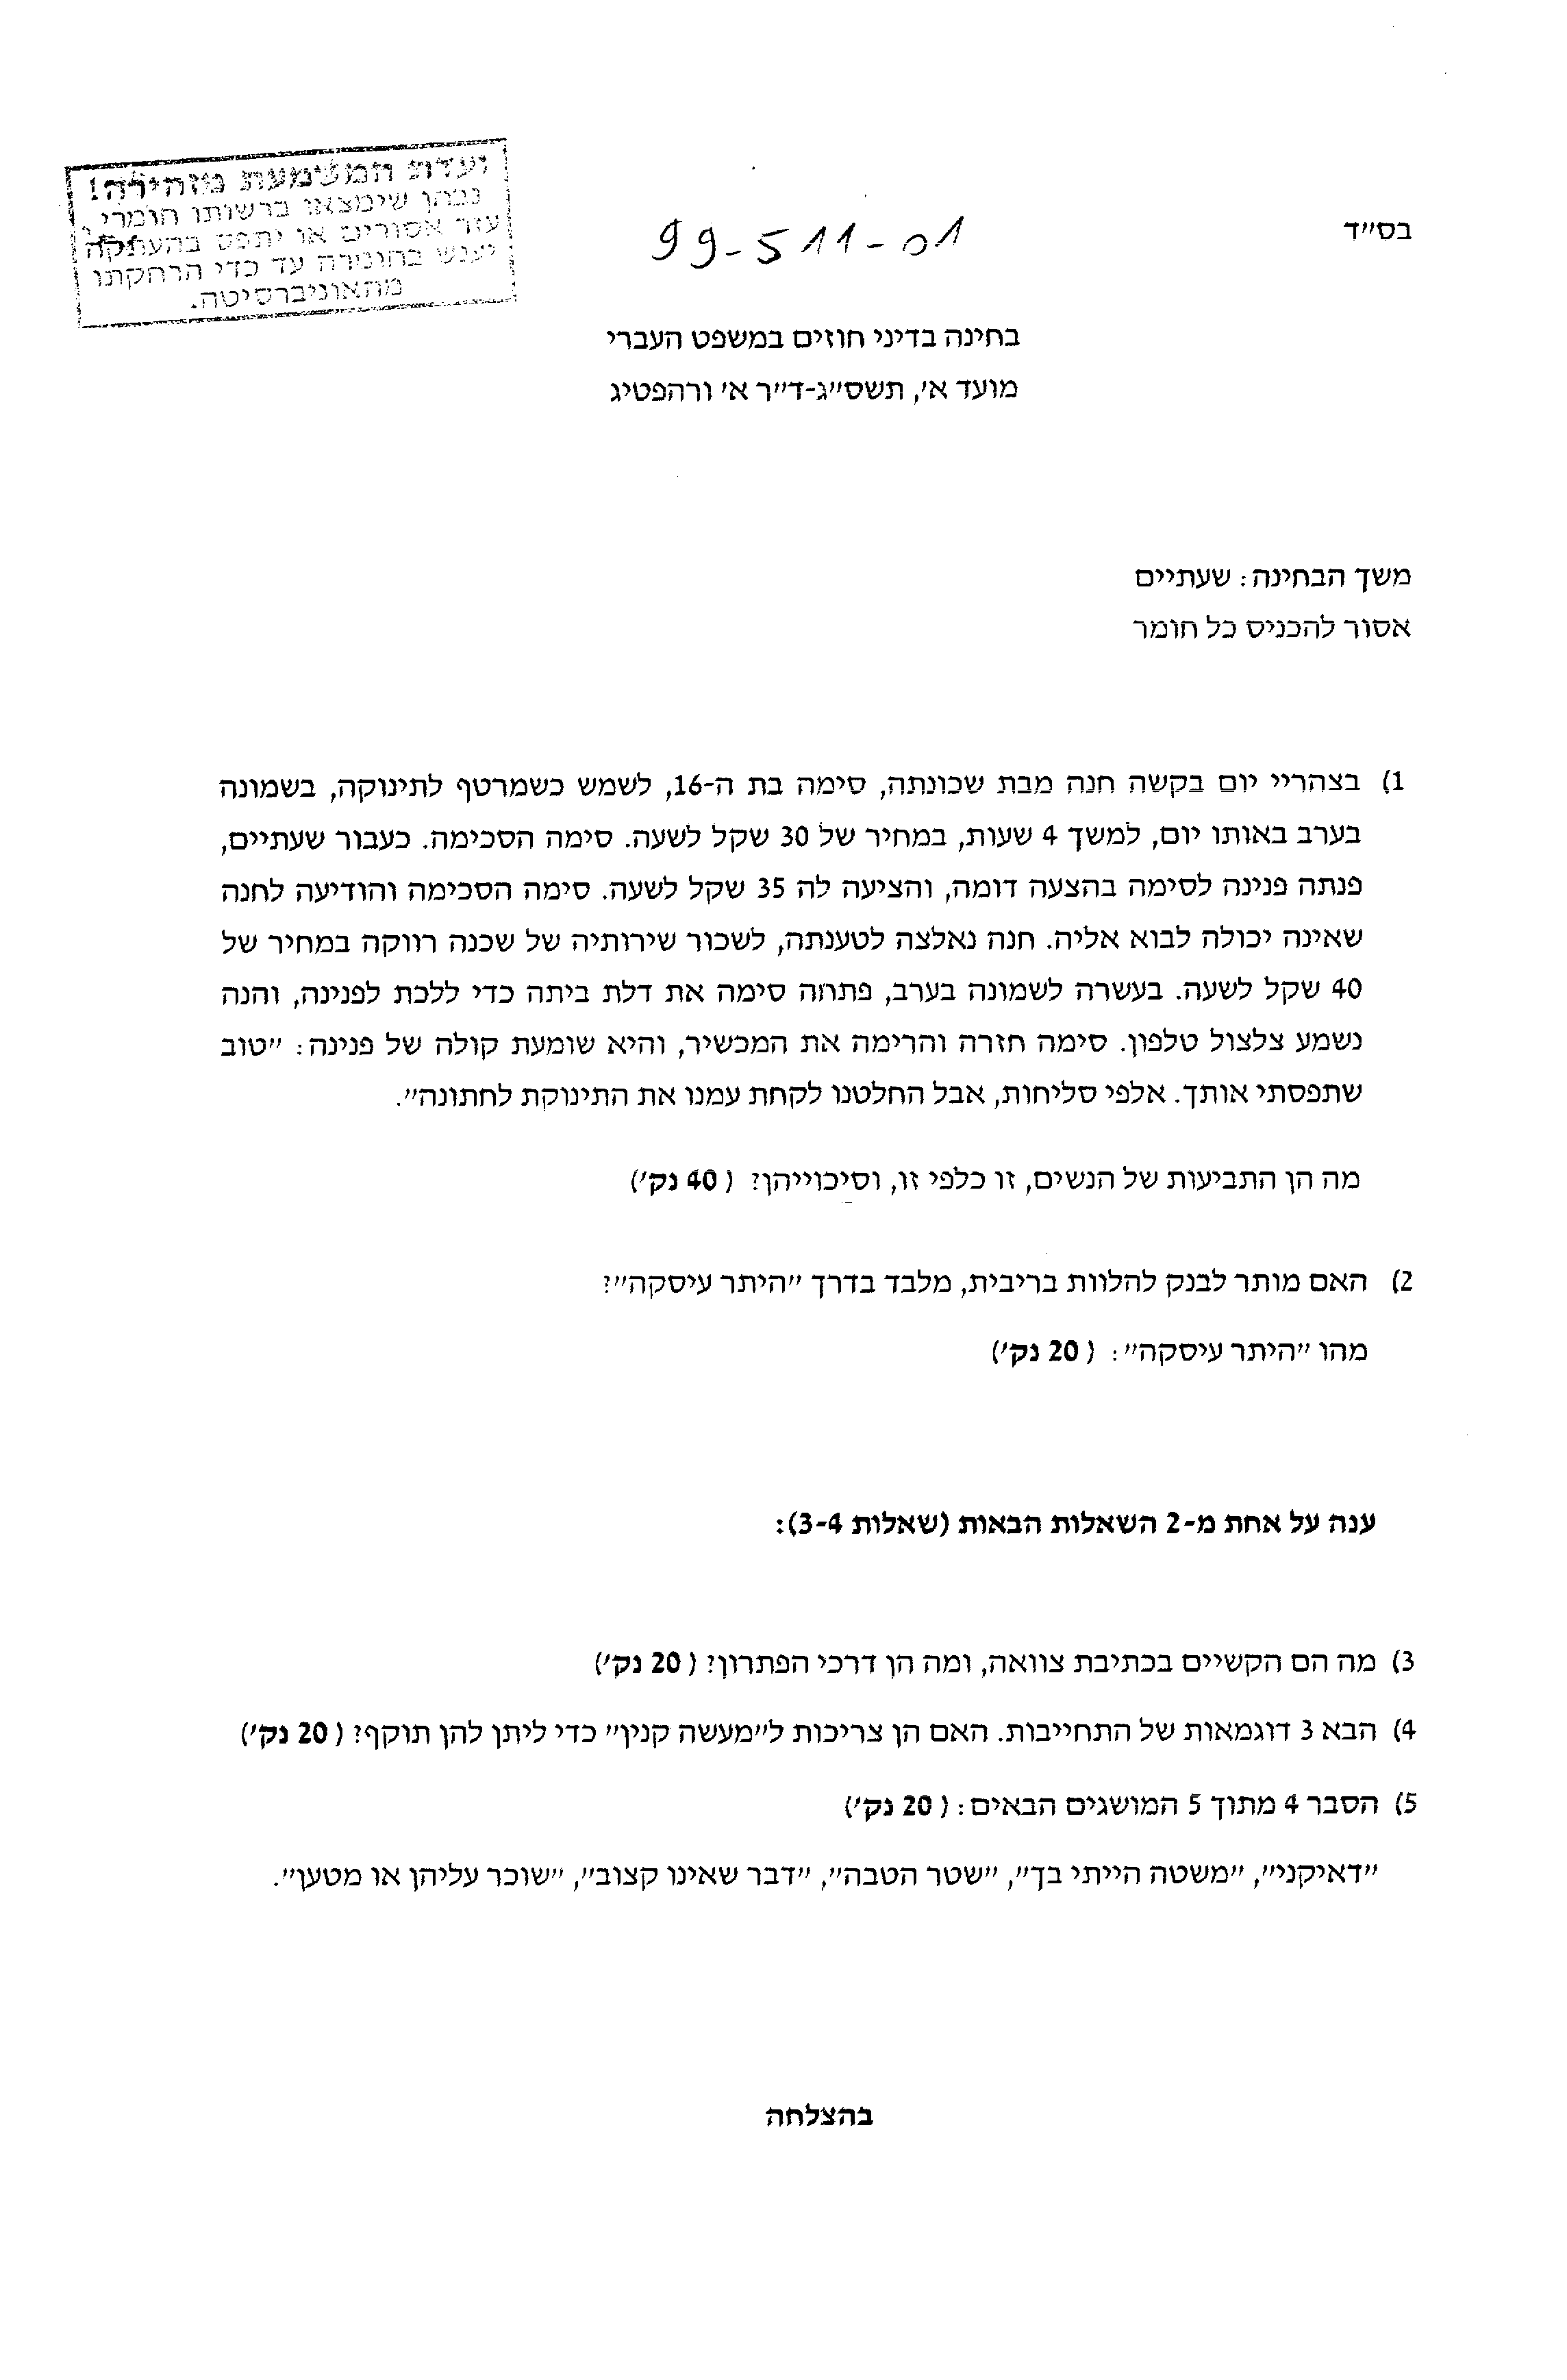 ועדת המשמעת מזהירה!
נבחן שימצאו ברשותו חומרי
עזר אסורים או יתפס בהעתקה
יענש בחומרה עד כדי הרחקתו
מהאוניברסיטה.
99-511-01
בס״ד
בחינה בדיני חוזים במשפט העברי
מועד א׳, תשס״ג-ד״ר א׳ ורהפטיג
משך הבחינה: שעתיים
אסור להכניס כל חומר
1) בצהריי יום בקשה חנה מבת שכונתה, סימה בת ה-16, לשמש כשמרטף לתינוקה, בשמונה
בערב באותו יום, למשך 4 שעות, במחיר של 30 שקל לשעה. סימה הסכימה. כעבור שעתיים,
פנתה פנינה לסימה בהצעה דומה, והציעה לה 35 שקל לשעה. סימה הסכימה והודיעה לחנה
שאינה יכולה לבוא אליה. חנה נאלצה לטענתה, לשכור שירותיה של שכנה רווקה במחיר של
40 שקל לשעה. בעשרה לשמונה בערב, פתחה סימה את דלת ביתה כדי ללכת לפנינה, והנה
נשמע צלצול טלפון. סימה חזרה והרימה את המכשיר, והיא שומעת קולה של פנינה: ״טוב
שתפסתי אותך. אלפי סליחות, אבל החלטנו לקחת עמנו את התינוקת לחתונה״.
מה הן התביעות של הנשים, זו כלפי זו, וסיכוייהן? ( 40 נק׳)
2) האם מותר לבנק להלוות בריבית, מלבד בדרך ״היתר עיסקה״?
מהו ״היתר עיסקה״: ( 20 נק׳)
ענה על אחת מ-2 השאלות הבאות (שאלות 3-4):
3) מה הם הקשיים בכתיבת צוואה, ומה הן דרכי הפתרון? ( 20 נק׳)
4) הבא 3 דוגמאות של התחייבות. האם הן צריכות ל״מעשה קנין״ כדי ליתן להן תוקף? ( 20 נק׳)
5) הסבר 4 מתוך 5 המושגים הבאים: ( 20 נק׳)
״דאיקני״, ״משטה הייתי בך״, ״שטר הטבה״, ״דבר שאינו קצוב״, ״שוכר עליהן או מטען״.
בהצלחה